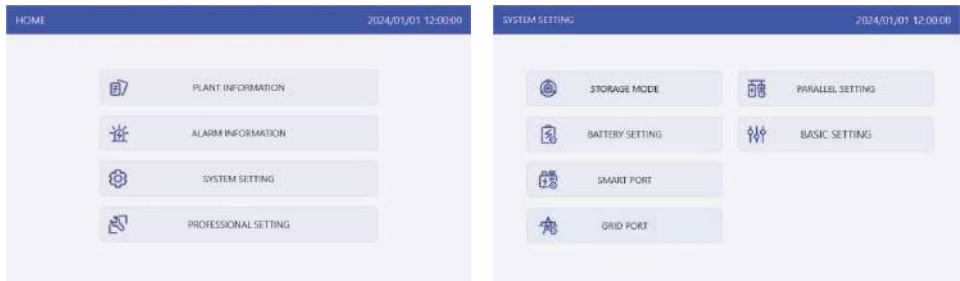 HOME 2024/01/01 12:00:00
PLANT INFORMATION
ALARM INFORMATION
SYSTEM SETTING
PROFESSIONAL SETTING
SYSTEM SETTING 2024/01/01 12:00:00
STORAGE MODE PARALLEL SETTING
BATTERY SETTING BASIC SETTING
SMART PORT
GRID PORT